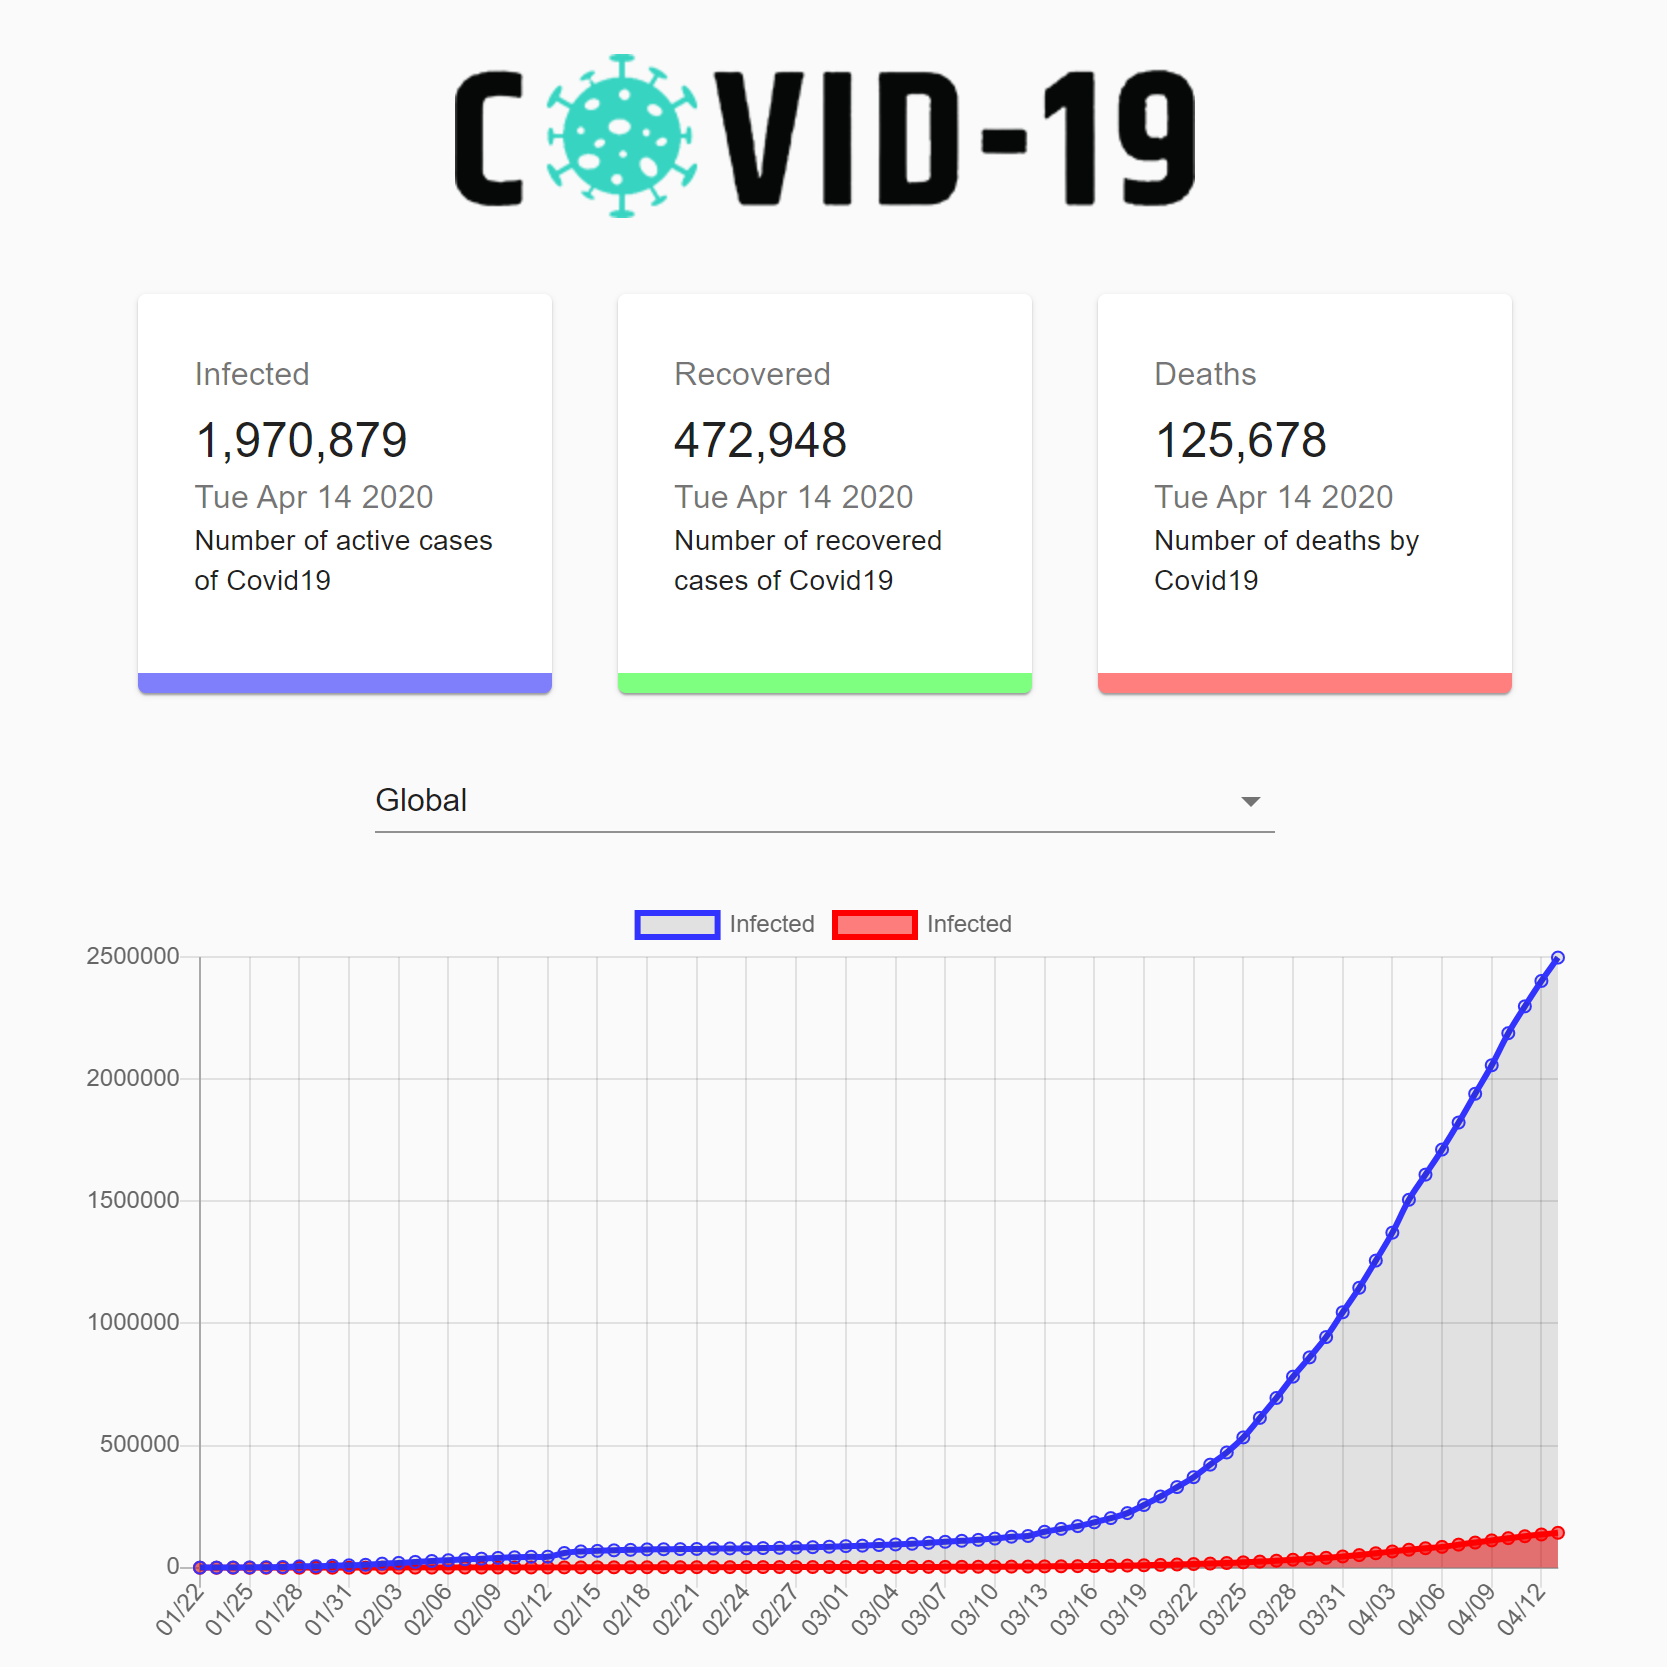 COVID-19
Infected
1,970,879
Tue Apr 14 2020
Number of active cases
of Covid19
Recovered
472,948
Tue Apr 14 2020
Number of recovered
cases of Covid19
Deaths
125,678
Tue Apr 14 2020
Number of deaths by
Covid19
Global
Infected Infected
2500000
2000000
1500000
1000000
500000
0
01/22 01/25 01/28 01/31 02/03 02/06 02/09 02/12 02/15 02/18 02/21 02/24 02/27 03/01 03/04 03/07 03/10 03/13 03/16 03/19 03/22 03/25 03/28 03/31 04/03 04/06 04/09 04/12